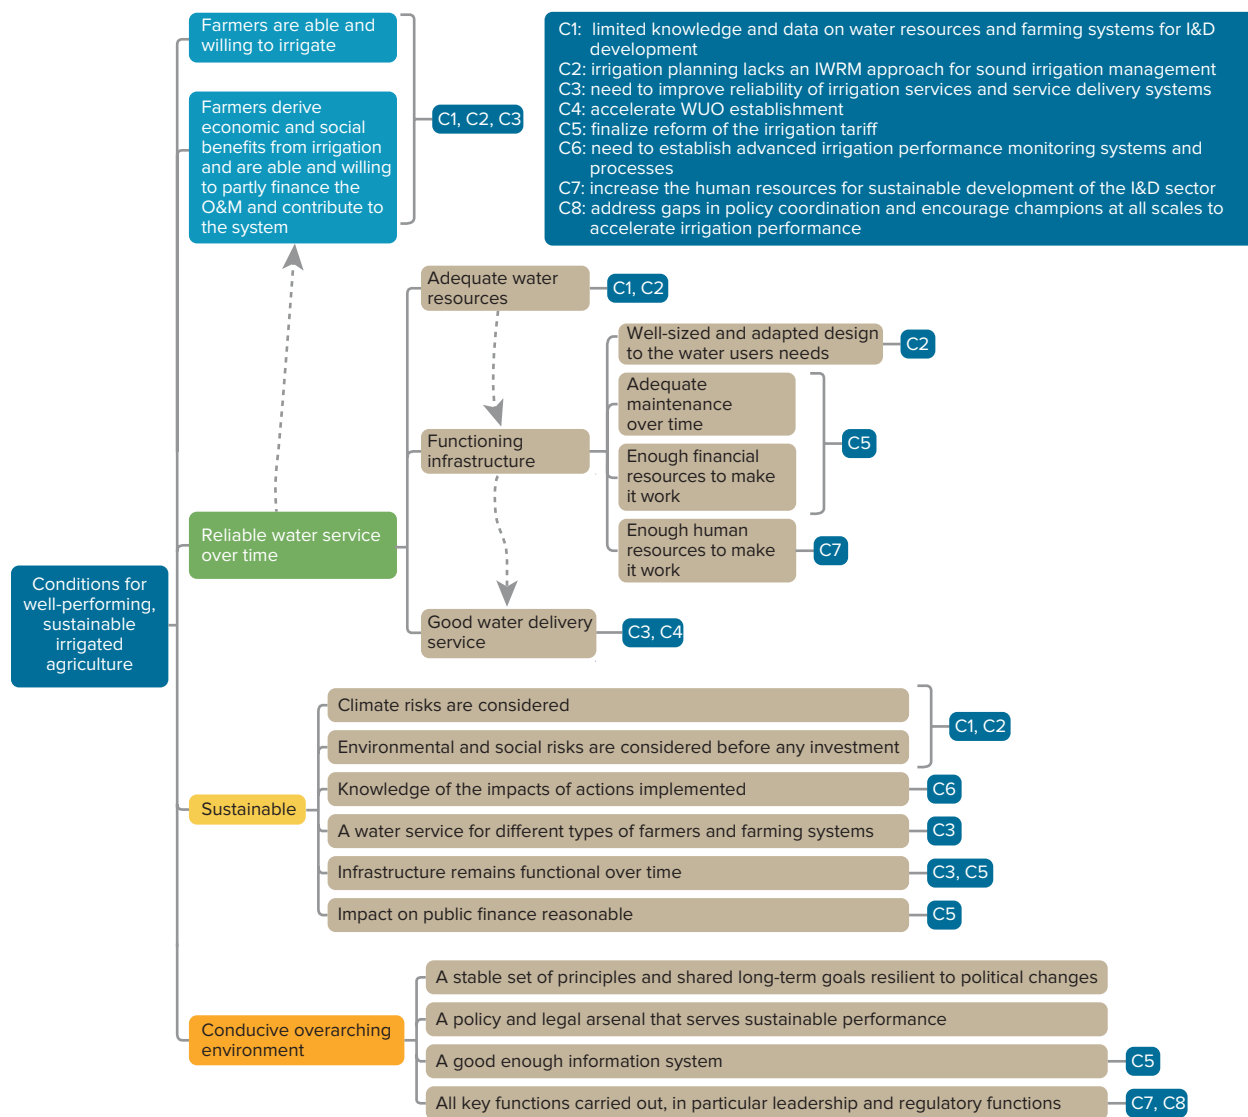 Farmers are able and
willing to irrigate
Farmers derive
economic and social
benefits from irrigation
and are able and willing
to partly finance the
O&M and contribute to
the system
C1, C2, C3
C1: limited knowledge and data on water resources and farming systems for I&D
development
C2: irrigation planning lacks an IWRM approach for sound irrigation management
C3: need to improve reliability of irrigation services and service delivery systems
C4: accelerate WUO establishment
C5: finalize reform of the irrigation tariff
C6: need to establish advanced irrigation performance monitoring systems and
processes
C7: increase the human resources for sustainable development of the I&D sector
C8: address gaps in policy coordination and encourage champions at all scales to
accelerate irrigation performance
Adequate water
resources
C1, C2
Well-sized and adapted design
to the water users needs
C2
Adequate
maintenance
over time
Functioning
infrastructure
C5
Enough financial
resources to make
it work
Enough human
resources to make
it work
C7
Reliable water service
over time
Good water delivery
service
C3, C4
Conditions for
well-performing,
sustainable
irrigated
agriculture
Climate risks are considered
Environmental and social risks are considered before any investment
C1, C2
Knowledge of the impacts of actions implemented
C6
Sustainable
A water service for different types of farmers and farming systems
C3
Infrastructure remains functional over time
C3, C5
Impact on public finance reasonable
C5
A stable set of principles and shared long-term goals resilient to political changes
A policy and legal arsenal that serves sustainable performance
Conducive overarching
environment
A good enough information system
C5
All key functions carried out, in particular leadership and regulatory functions
C7, C8